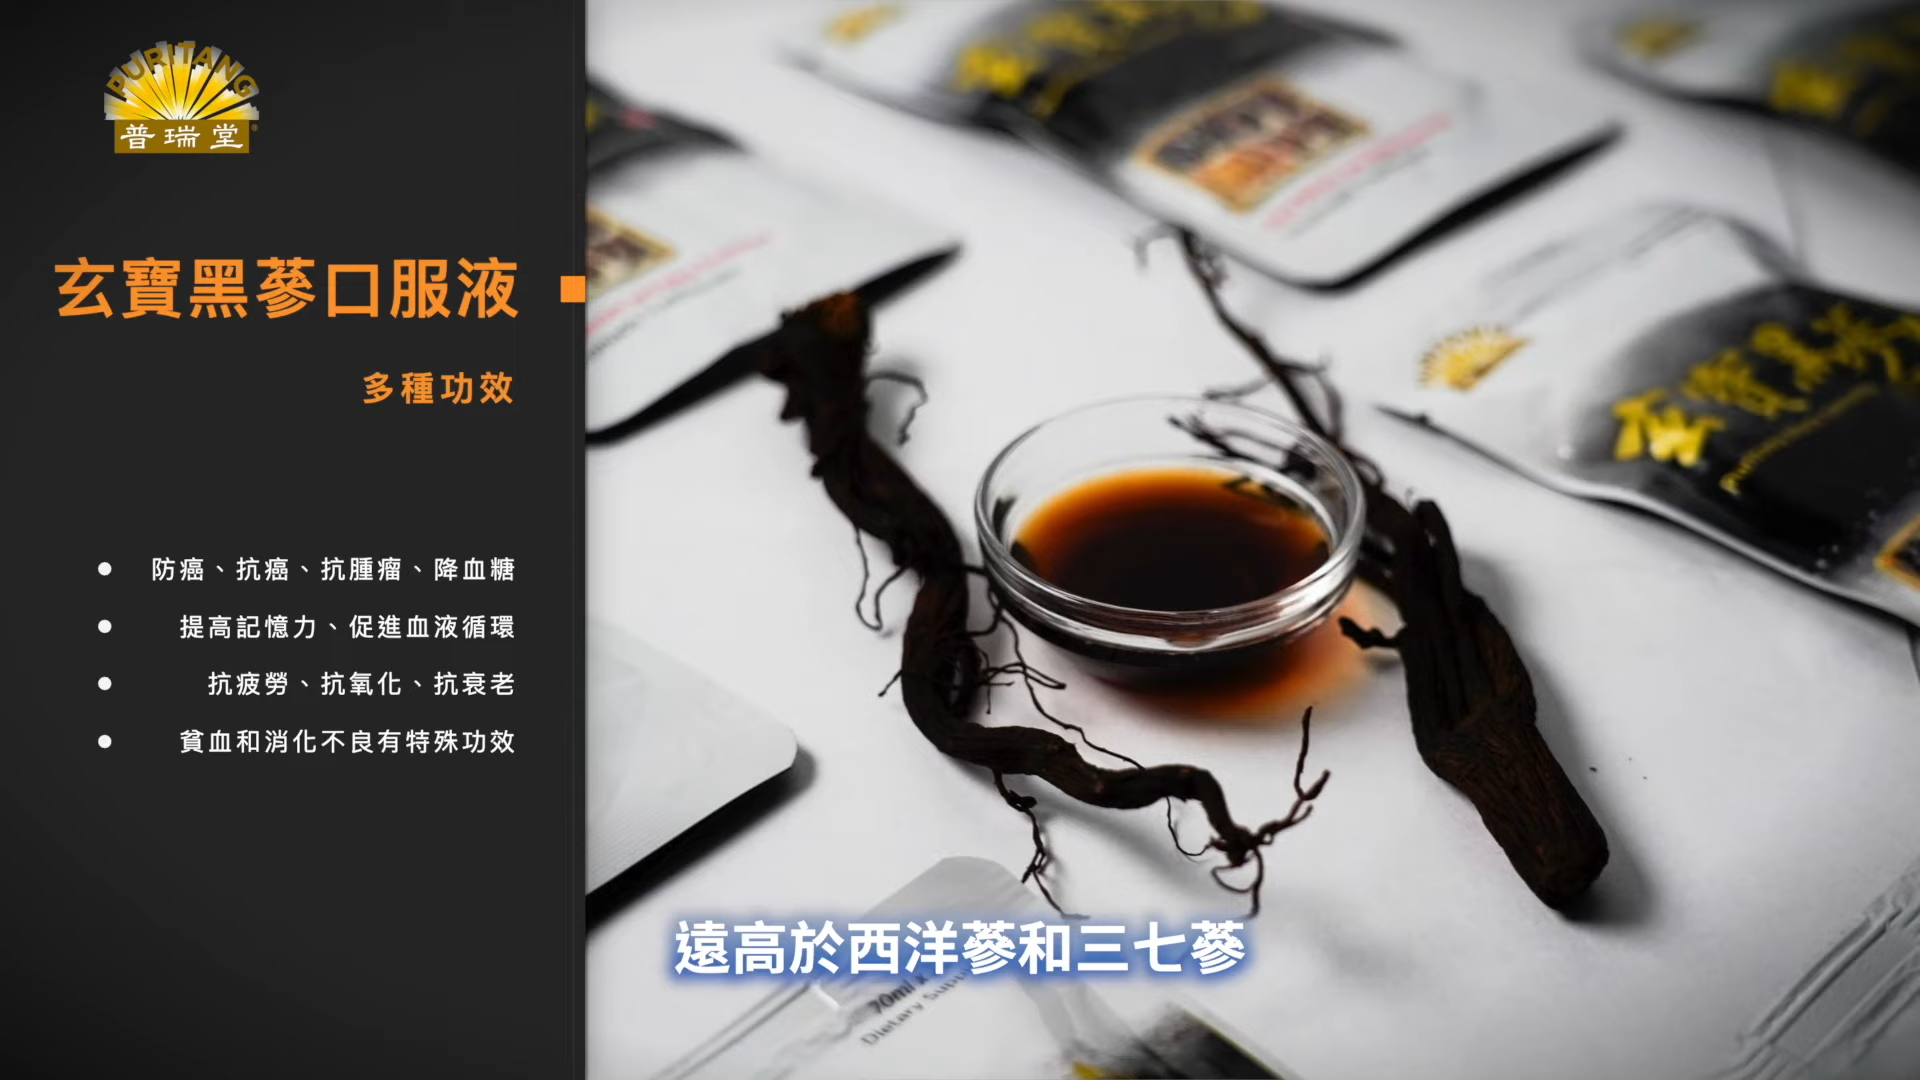 PURITANG
普瑞堂
玄寶黑蔘口服液
多種功效
防癌、抗癌、抗腫瘤、降血糖
提高記憶力、促進血液循環
抗疲勞、抗氧化、抗衰老
貧血和消化不良有特殊功效
遠高於西洋蔘和三七蔘
70ml x
Dietary Supp